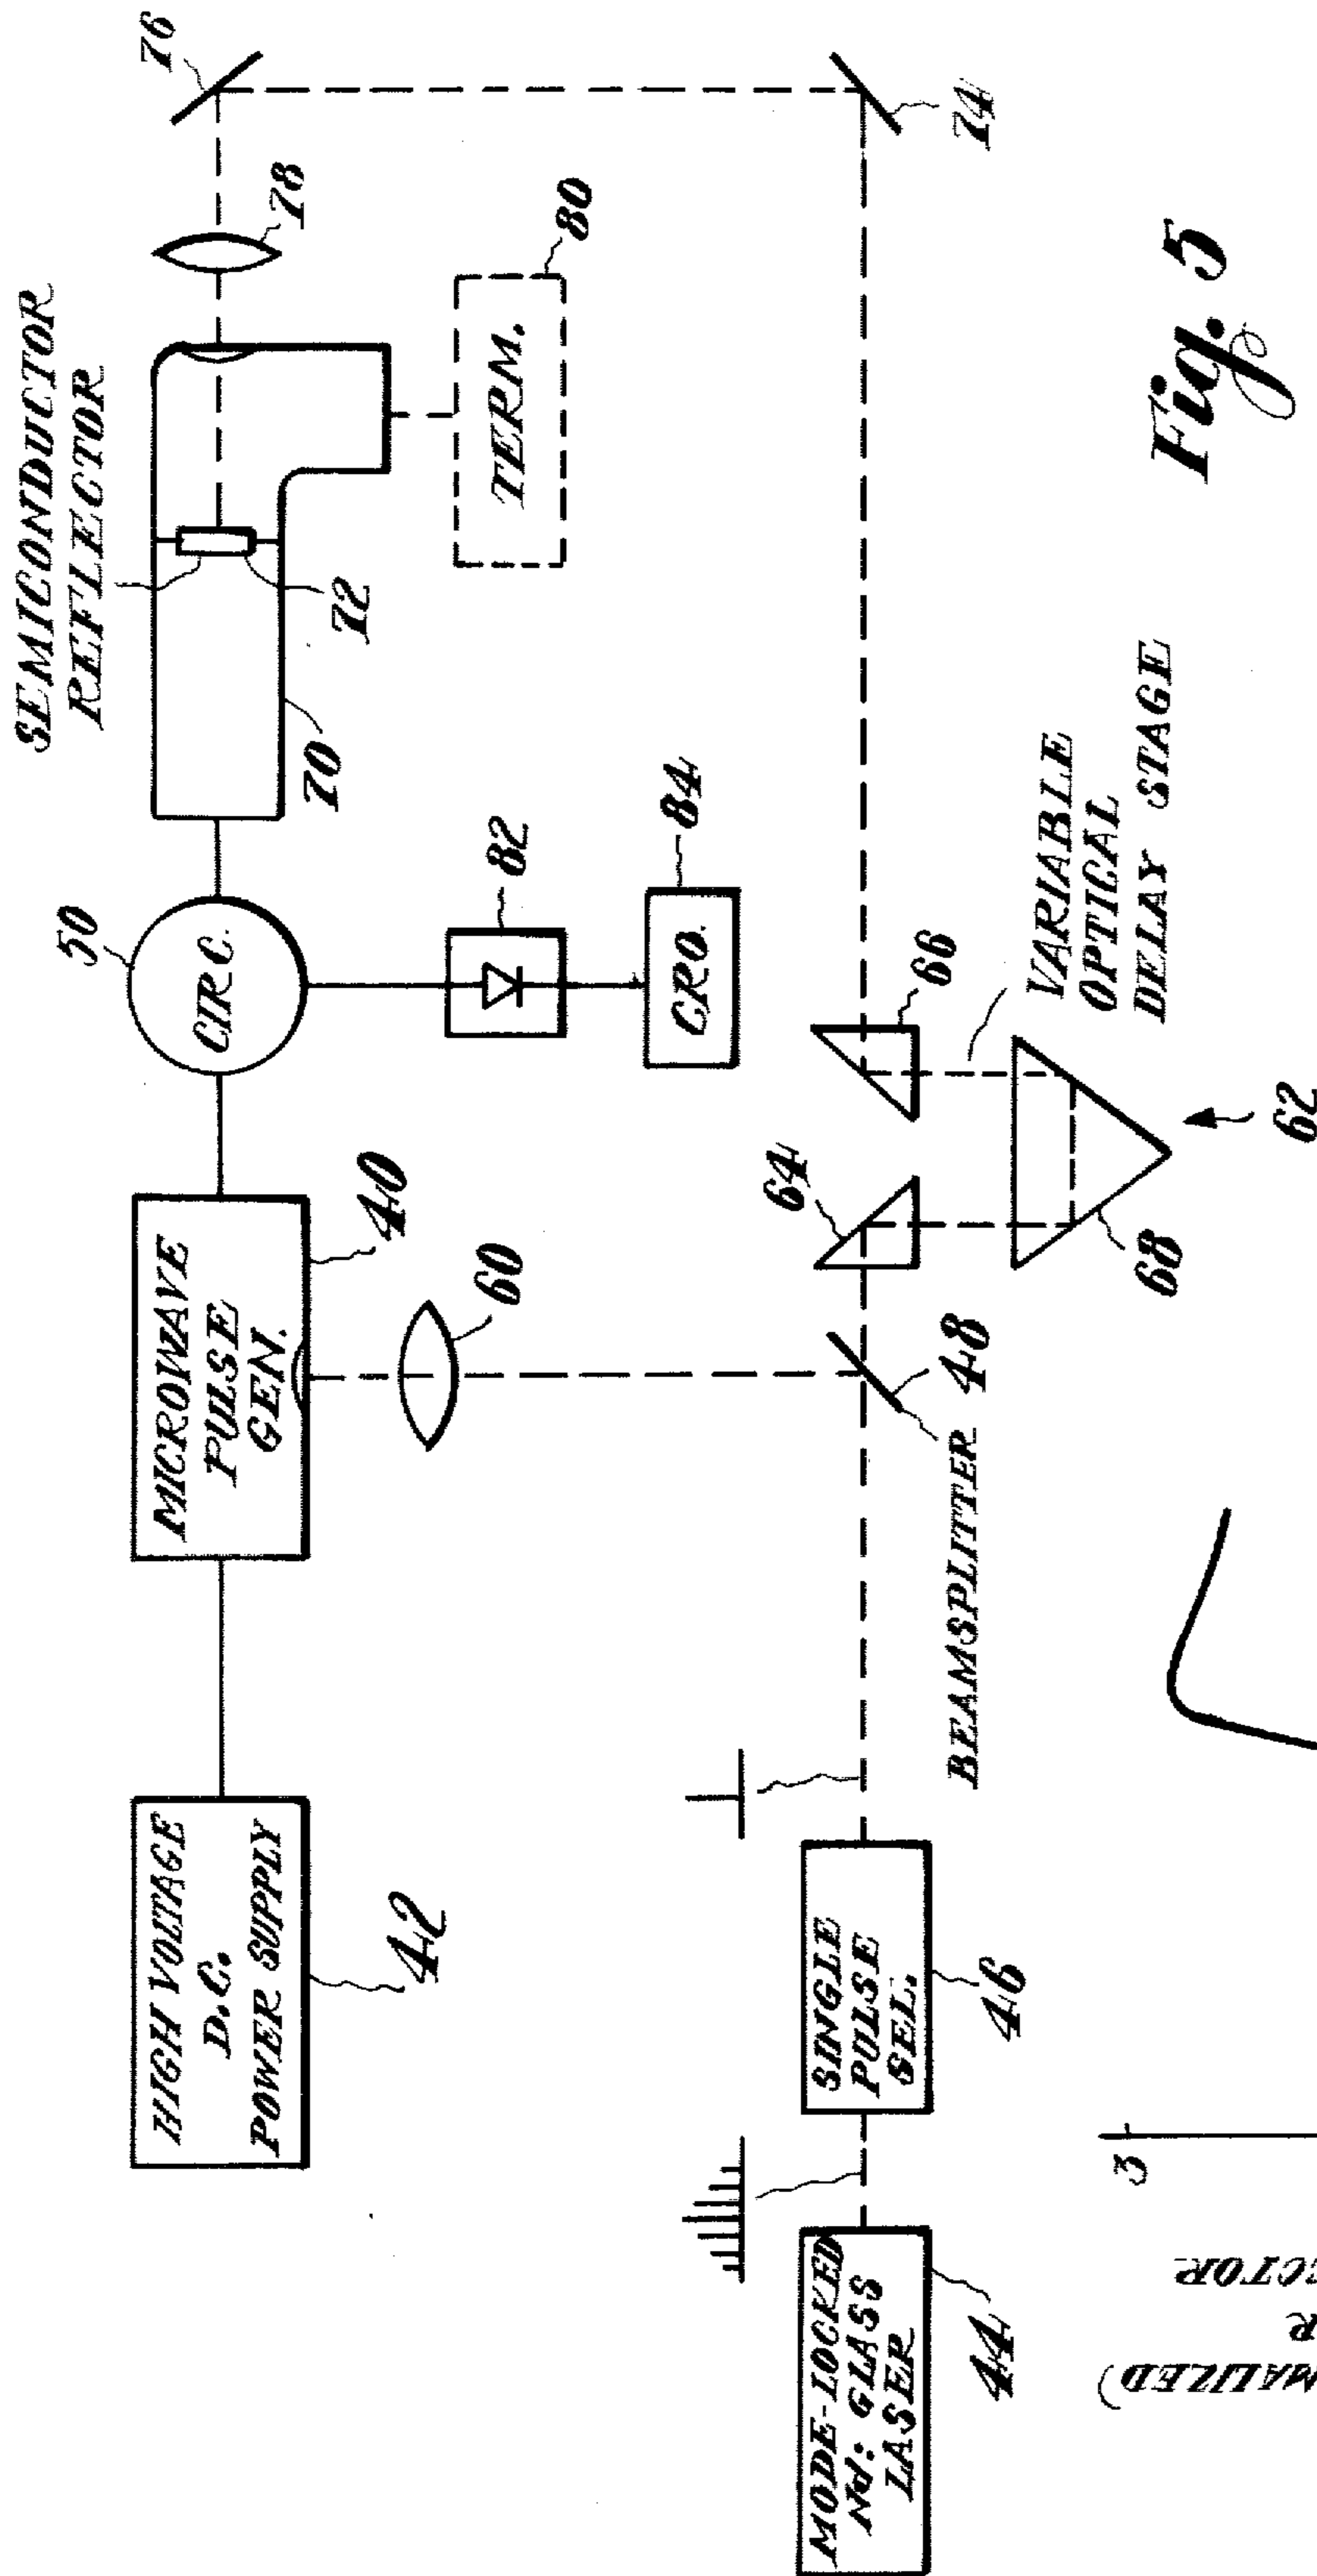 HIGH VOLTAGE
D.C.
POWER SUPPLY
42
MICROWAVE
PULSE
GEN.
40
50
CIRC.
SEMICONDUCTOR
REFLECTOR
70
72
76
78
TERM.
80
82
CRO.
84
60
MODE-LOCKED
Nd: GLASS
LASER
44
SINGLE
PULSE
SEL.
46
BEAMSPLITTER
48
64
66
68
62
VARIABLE
OPTICAL
DELAY STAGE
74
Fig. 5
3
MALIZED)
R
CTOR